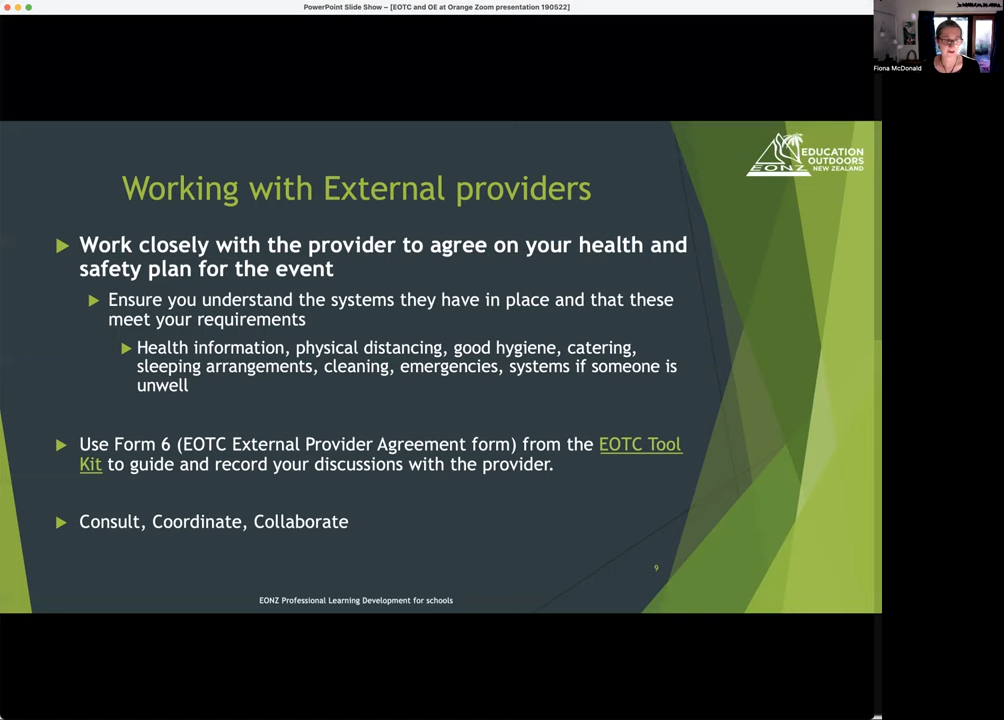 PowerPoint Slide Show – [EOTC and OE at Orange Zoom presentation 190522]
Fiona McDonald
EDUCATION
OUTDOORS
NEW ZEALAND
EONZ
Working with External providers
Work closely with the provider to agree on your health and
safety plan for the event
Ensure you understand the systems they have in place and that these
meet your requirements
Health information, physical distancing, good hygiene, catering,
sleeping arrangements, cleaning, emergencies, systems if someone is
unwell
Use Form 6 (EOTC External Provider Agreement form) from the EOTC Tool
Kit to guide and record your discussions with the provider.
Consult, Coordinate, Collaborate
9
EONZ Professional Learning Development for schools